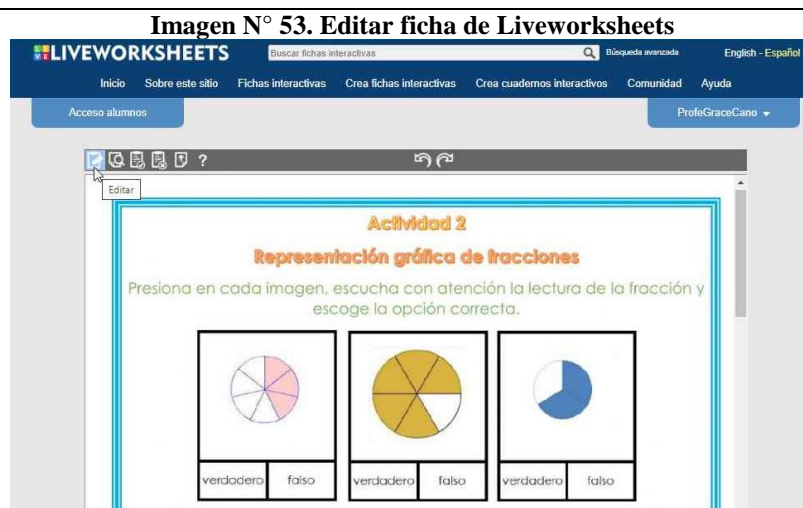 Imagen N° 53. Editar ficha de Liveworksheets
LIVEWORKSHEETS
Buscar fichas interactivas
Búsqueda avanzada
English - Español
Inicio Sobre este sitio Fichas interactivas Crea fichas interactivas Crea cuadernos interactivos Comunidad Ayuda
Acceso alumnos
ProfeGraceCano
?
Editar
Actividad 2
Representación gráfica de fracciones
Presiona en cada imagen, escucha con atención la lectura de la fracción y
escoge la opción correcta.
verdadero falso verdadero falso verdadero falso